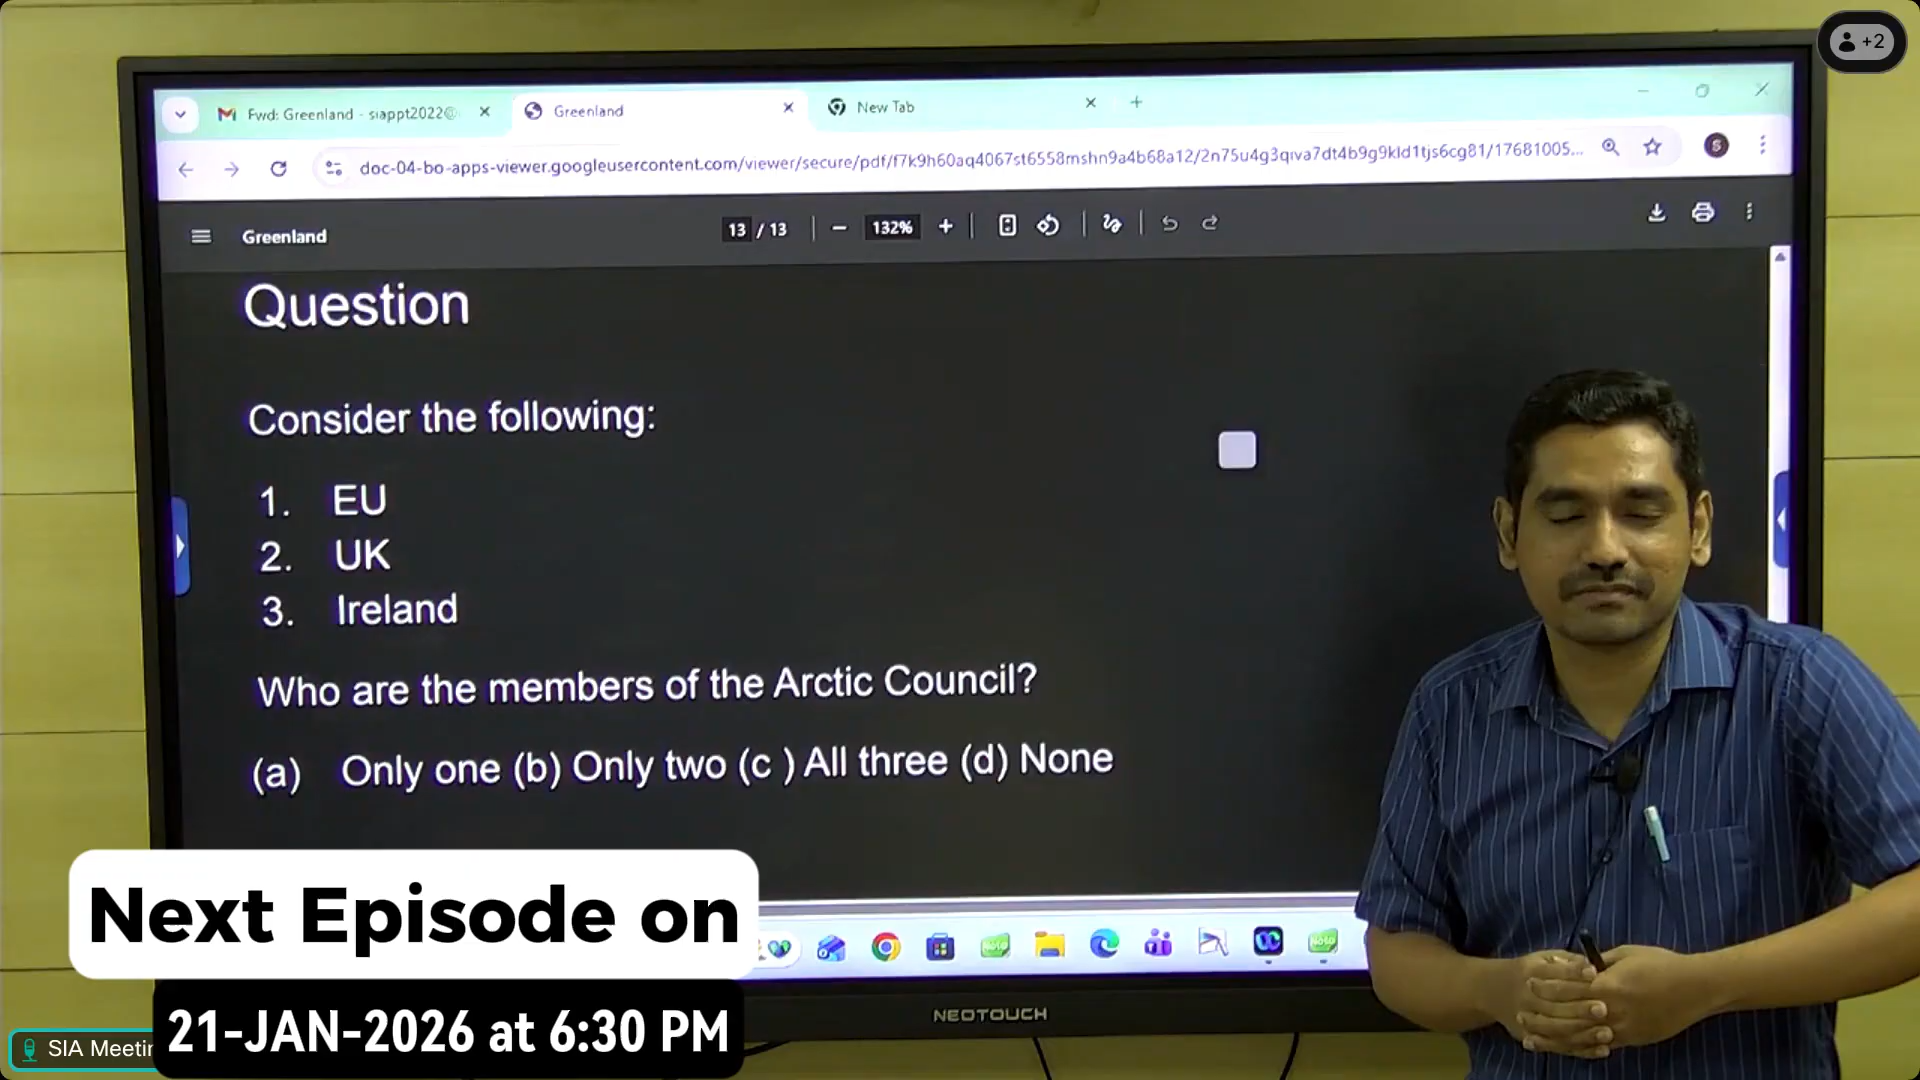 +2
Fwd: Greenland - siappt2022@
Greenland
New Tab
doc-04-bo-apps-viewer.googleusercontent.com/viewer/secure/pdf/f7k9h60aq4067st6558mshn9a4b68a12/2n75u4g3qiva7dt4b9g9kld1tjs6cg81/17681005...
S
Greenland
13 / 13
132%
Question
Consider the following:
1. EU
2. UK
3. Ireland
Who are the members of the Arctic Council?
(a) Only one (b) Only two (c ) All three (d) None
Next Episode on
21-JAN-2026 at 6:30 PM
NEOTOUCH
SIA Meetin